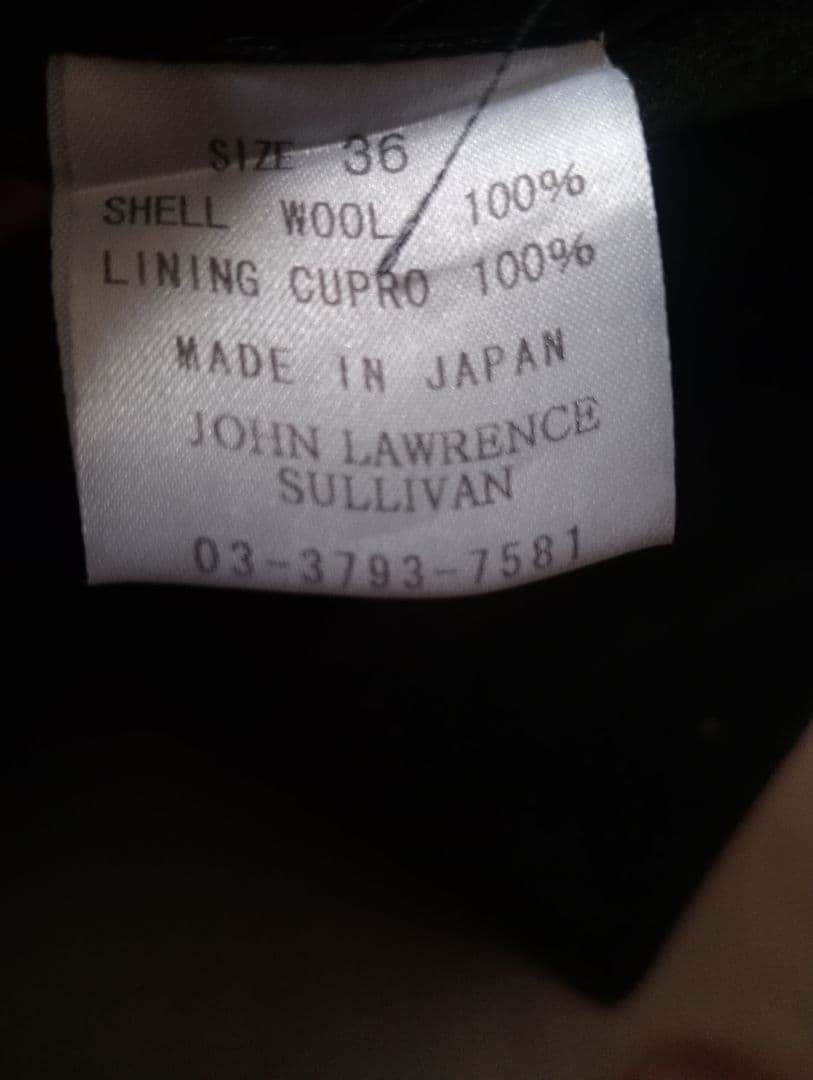 SIZE 36
SHELL WOOL 100%
LINING CUPRO 100%
MADE IN JAPAN
JOHN LAWRENCE
SULLIVAN
03-3793-7581